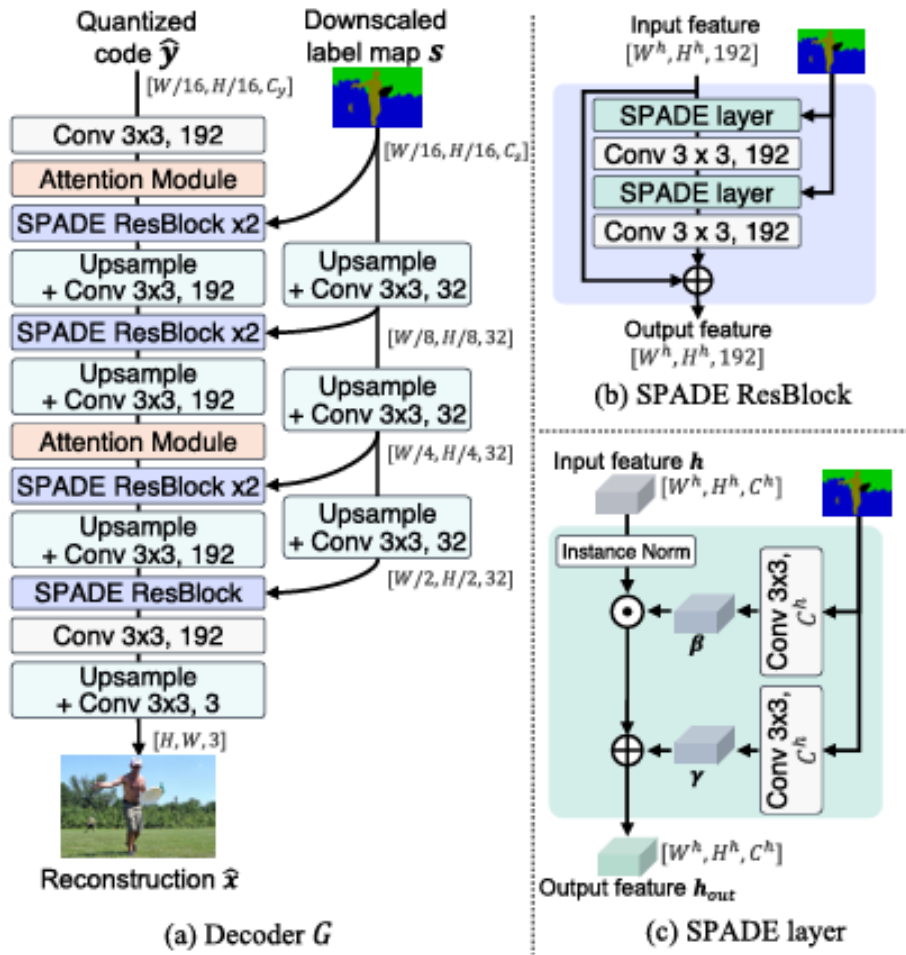 Quantized
code ŷ
[W/16, H/16, C_y]
Conv 3x3, 192
Attention Module
SPADE ResBlock x2
Upsample
+ Conv 3x3, 192
SPADE ResBlock x2
Upsample
+ Conv 3x3, 192
Attention Module
SPADE ResBlock x2
Upsample
+ Conv 3x3, 192
SPADE ResBlock
Conv 3x3, 192
Upsample
+ Conv 3x3, 3
[H, W, 3]
Reconstruction x̂
(a) Decoder G
Downscaled
label map s
[W/16, H/16, C_s]
Upsample
+ Conv 3x3, 32
[W/8, H/8, 32]
Upsample
+ Conv 3x3, 32
[W/4, H/4, 32]
Upsample
+ Conv 3x3, 32
[W/2, H/2, 32]
Input feature
[W^h, H^h, 192]
SPADE layer
Conv 3 x 3, 192
SPADE layer
Conv 3 x 3, 192
Output feature
[W^h, H^h, 192]
(b) SPADE ResBlock
Input feature h
[W^h, H^h, C^h]
Instance Norm
Conv 3x3,
C^h
β
Conv 3x3,
C^h
γ
[W^h, H^h, C^h]
Output feature h_out
(c) SPADE layer